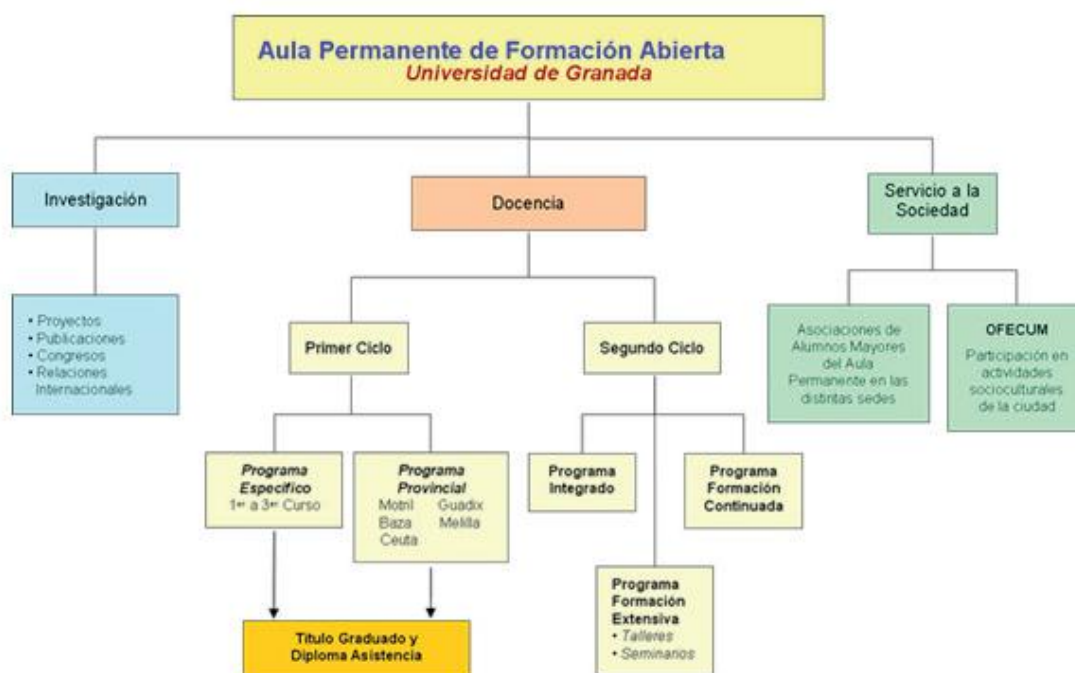 Aula Permanente de Formación Abierta
Universidad de Granada
Investigación
Docencia
Servicio a la
Sociedad
• Proyectos
• Publicaciones
• Congresos
• Relaciones
Internacionales
Primer Ciclo
Segundo Ciclo
Asociaciones de
Alumnos Mayores
del Aula
Permanente en las
distintas sedes
OFECUM
Participación en
actividades
socioculturales
de la ciudad
Programa
Específico
1er a 3er Curso
Programa
Provincial
Motril Guadix
Baza Melilla
Ceuta
Programa
Integrado
Programa
Formación
Continuada
Programa
Formación
Extensiva
• Talleres
• Seminarios
Título Graduado y
Diploma Asistencia